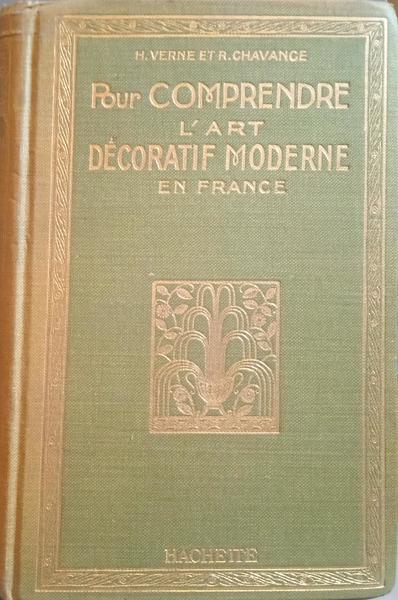 H. VERNE ET R. CHAVANCE
Pour COMPRENDRE
L'ART
DÉCORATIF MODERNE
EN FRANCE
HACHETTE